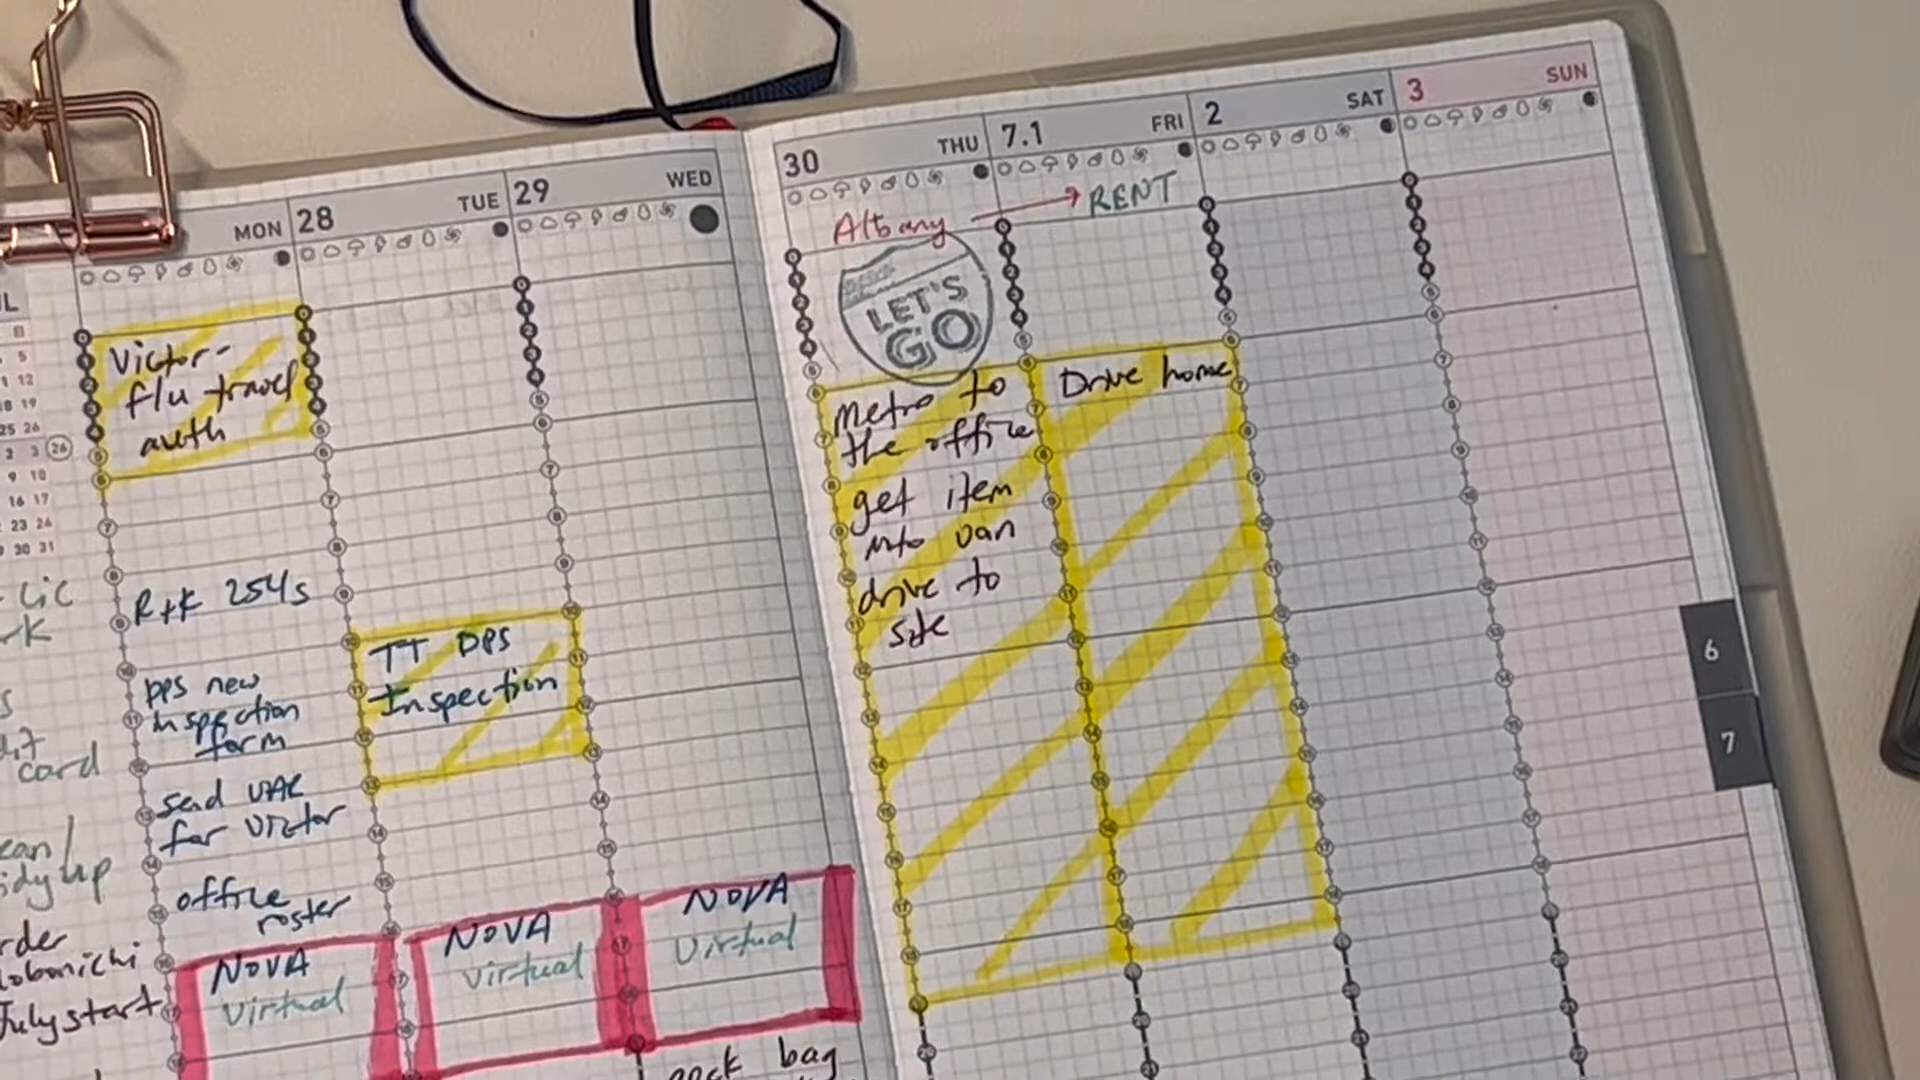 MON
28
TUE
29
WED
30
THU
7.1
FRI
2
SAT
3
SUN
Victor-
flu travel
auth
R+K 254s
DPS new
inspection
form
send
for Victor
office
roster
NOVA
Virtual
TT DPS
Inspection
NOVA
Virtual
NOVA
Virtual
bag
Albany
RENT
LET'S
GO
Metro to
the office
get item
into van
drive to
site
Drive home
card
July start
6
7